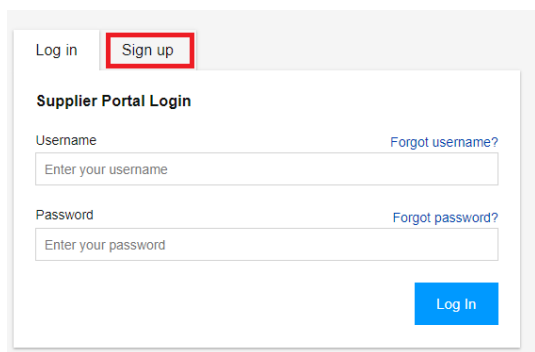 Log in Sign up
Supplier Portal Login
Username Forgot username?
Enter your username
Password Forgot password?
Enter your password
Log In